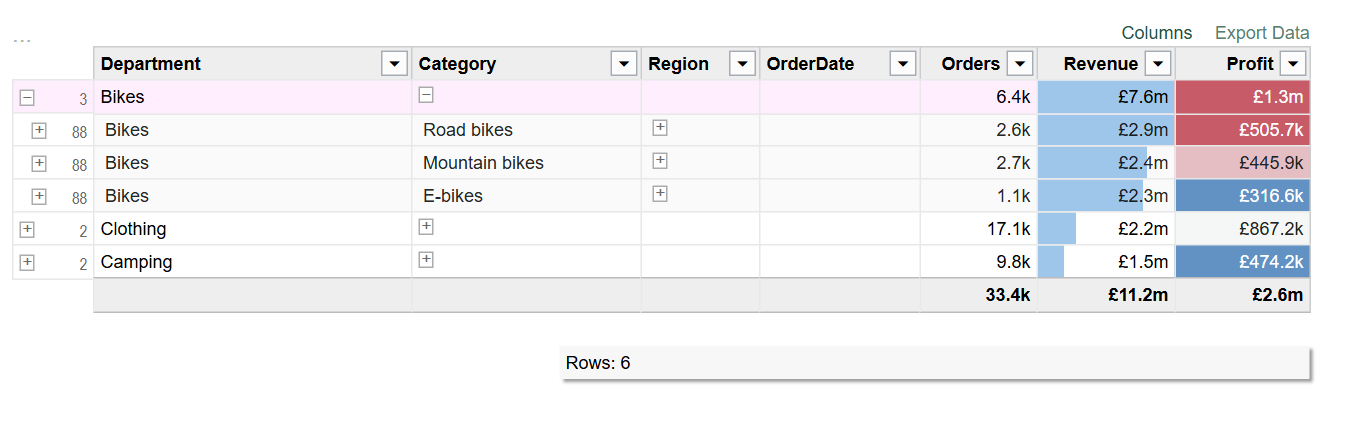 ...
Columns Export Data
Department Category Region OrderDate Orders Revenue Profit
3 Bikes 6.4k £7.6m £1.3m
88 Bikes Road bikes 2.6k £2.9m £505.7k
88 Bikes Mountain bikes 2.7k £2.4m £445.9k
88 Bikes E-bikes 1.1k £2.3m £316.6k
2 Clothing 17.1k £2.2m £867.2k
2 Camping 9.8k £1.5m £474.2k
33.4k £11.2m £2.6m
Rows: 6